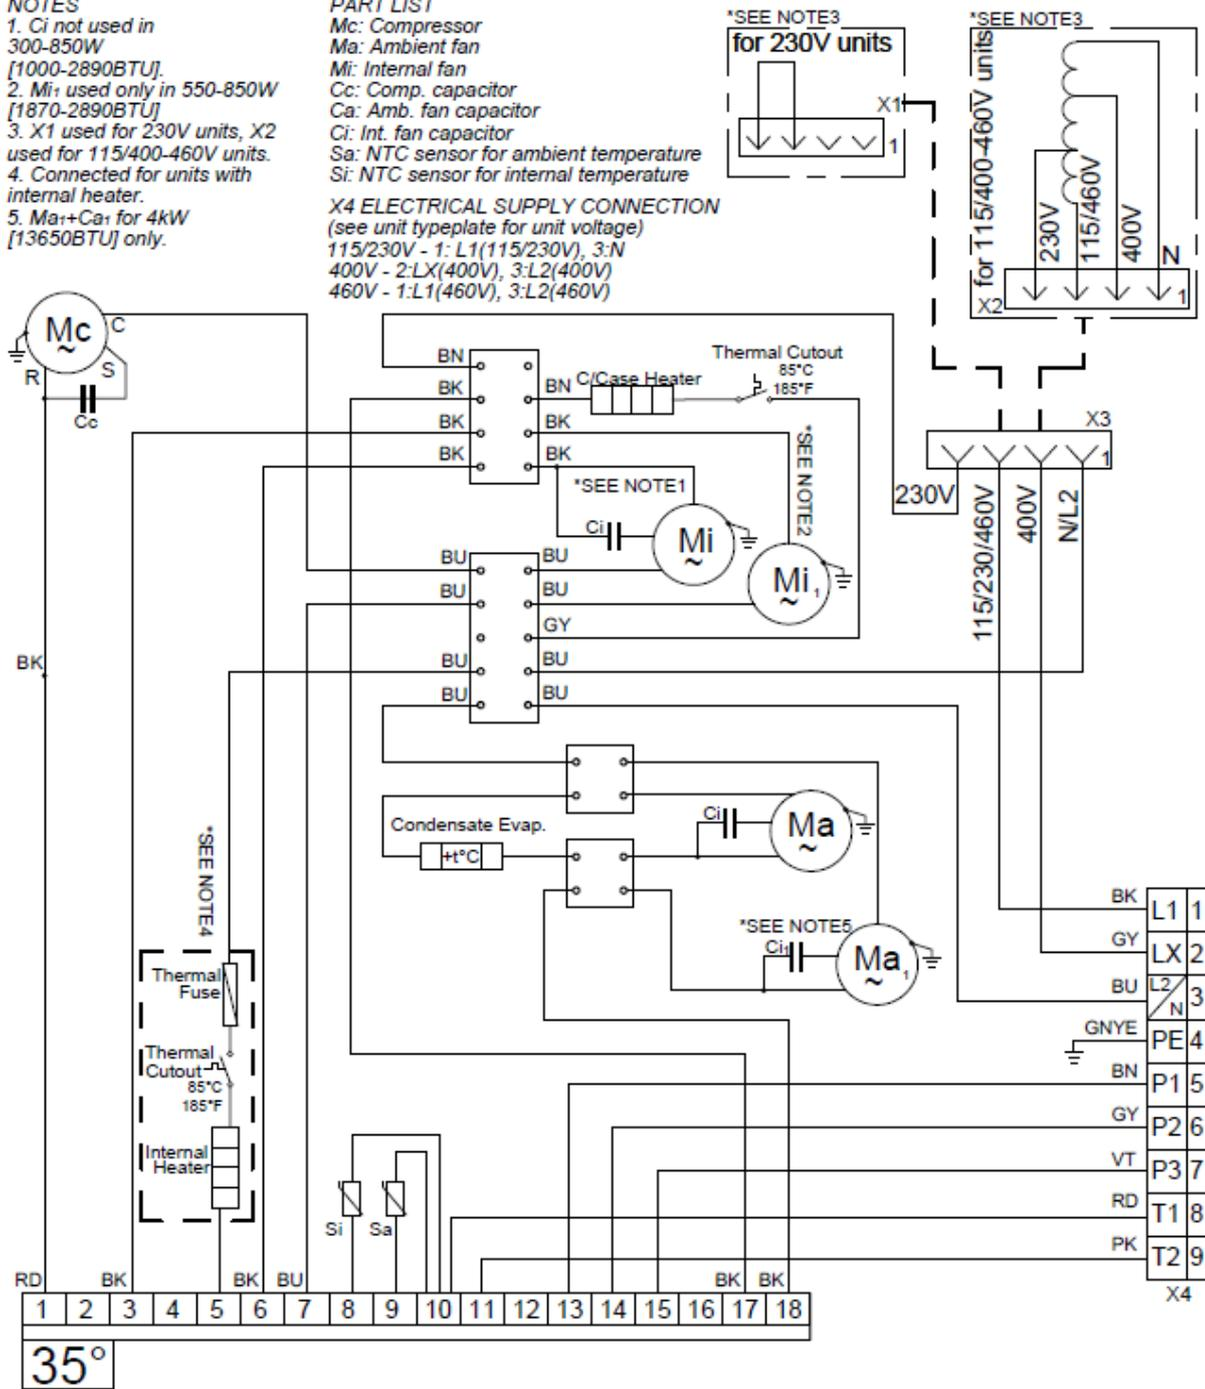 NOTES
1. Ci not used in
300-850W
[1000-2890BTU].
2. Mi₁ used only in 550-850W
[1870-2890BTU]
3. X1 used for 230V units, X2
used for 115/400-460V units.
4. Connected for units with
internal heater.
5. Ma₁+Ca₁ for 4kW
[13650BTU] only.
PART LIST
Mc: Compressor
Ma: Ambient fan
Mi: Internal fan
Cc: Comp. capacitor
Ca: Amb. fan capacitor
Ci: Int. fan capacitor
Sa: NTC sensor for ambient temperature
Si: NTC sensor for internal temperature
X4 ELECTRICAL SUPPLY CONNECTION
(see unit typeplate for unit voltage)
115/230V - 1: L1(115/230V), 3:N
400V - 2:LX(400V), 3:L2(400V)
460V - 1:L1(460V), 3:L2(460V)
*SEE NOTE3
for 230V units
X1
1
*SEE NOTE3
for 115/400-460V units
230V
115/460V
400V
N
X2
1
Mc
~
C
S
R
Cc
BN
BK
BK
BK
BN
C/Case Heater
Thermal Cutout
85°C
185°F
BK
BK
*SEE NOTE1
*SEE NOTE2
Ci
Mi
~
Mi₁
~
X3
1
230V
115/230/460V
400V
N/L2
BU
BU
BU
BU
BU
BU
GY
BU
BU
BK
Condensate Evap.
+t°C
Ci
Ma
~
*SEE NOTE5
Ci₁
Ma₁
~
*SEE NOTE4
Thermal
Fuse
Thermal
Cutout
85°C
185°F
Internal
Heater
Si
Sa
BK L1 1
GY LX 2
BU L2/N 3
GNYE PE 4
BN P1 5
GY P2 6
VT P3 7
RD T1 8
PK T2 9
X4
RD
BK
BK
BU
BK
BK
1 2 3 4 5 6 7 8 9 10 11 12 13 14 15 16 17 18
35°